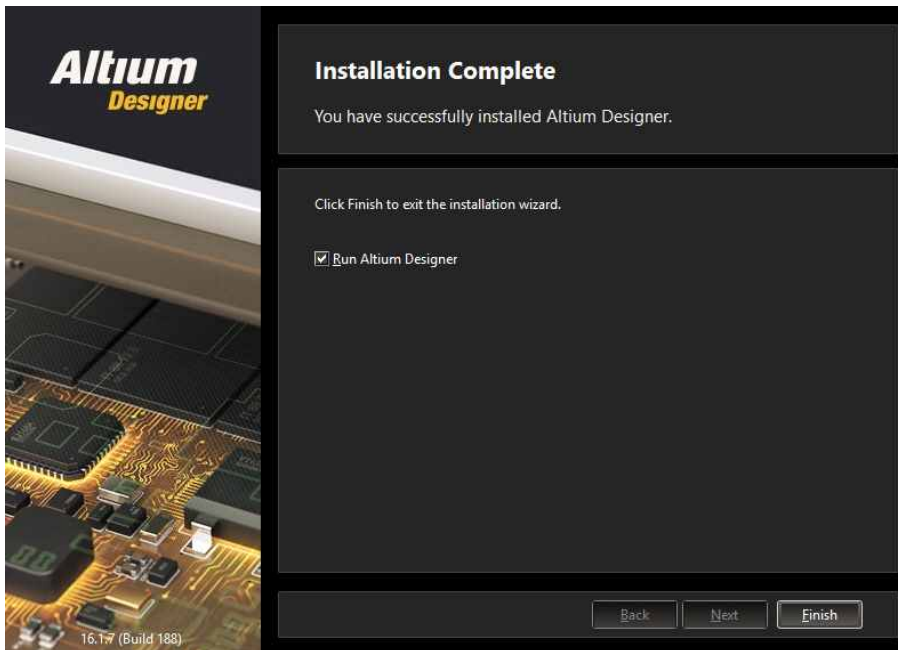 Altium
Designer
Installation Complete
You have successfully installed Altium Designer.
Click Finish to exit the installation wizard.
Run Altium Designer
Back
Next
Finish
16.1.7 (Build 188)